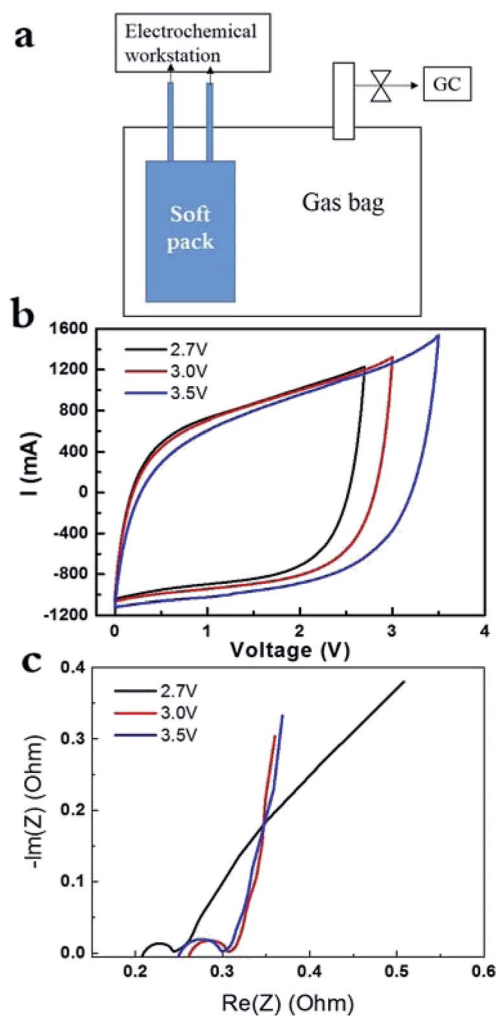 a
Electrochemical
workstation
GC
Soft
pack
Gas bag
b
1600
1200
800
400
0
-400
-800
-1200
I (mA)
2.7V
3.0V
3.5V
0
1
2
3
4
Voltage (V)
c
0.4
0.3
0.2
0.1
0.0
-Im(Z) (Ohm)
2.7V
3.0V
3.5V
0.2
0.3
0.4
0.5
0.6
Re(Z) (Ohm)